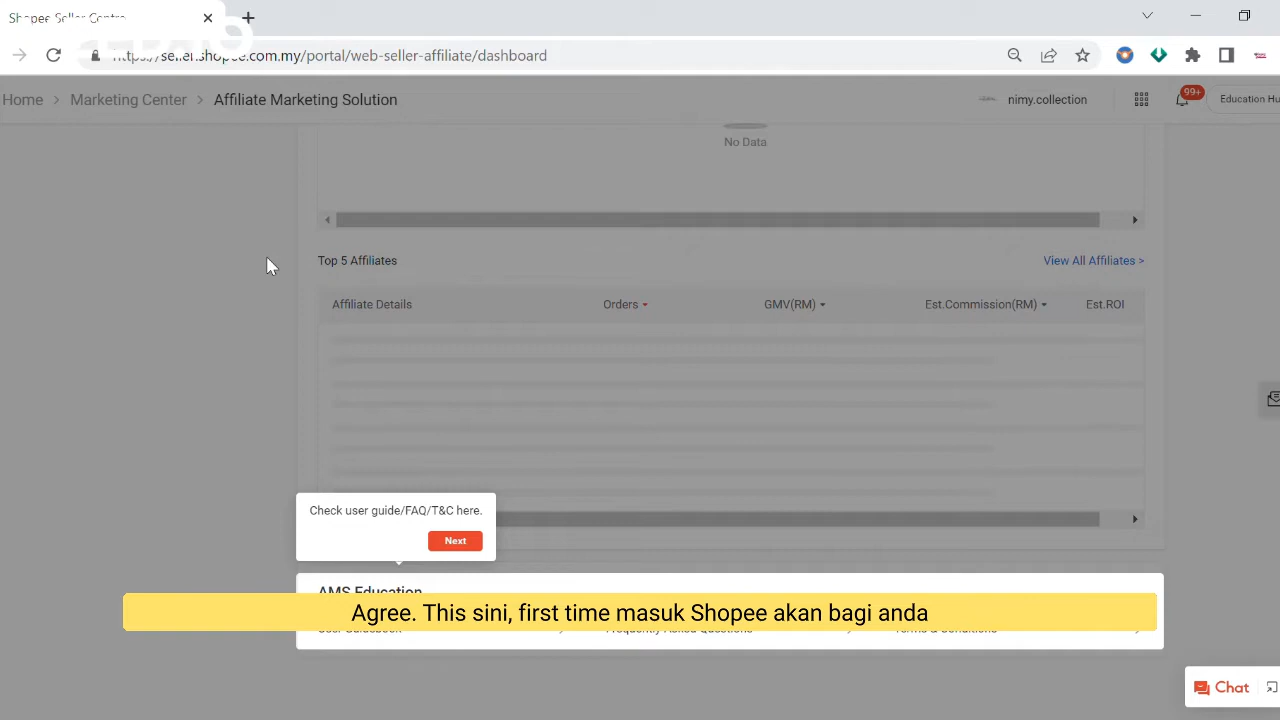 Shopee Seller Centre
https://seller.shopee.com.my/portal/web-seller-affiliate/dashboard
Home > Marketing Center > Affiliate Marketing Solution
nimy.collection
99+
Education Hu
No Data
Top 5 Affiliates
View All Affiliates >
Affiliate Details Orders GMV(RM) Est.Commission(RM) Est.ROI
Check user guide/FAQ/T&C here.
Next
AMS Education
Agree. This sini, first time masuk Shopee akan bagi anda
Frequently Asked Questions
Terms & Conditions
Chat